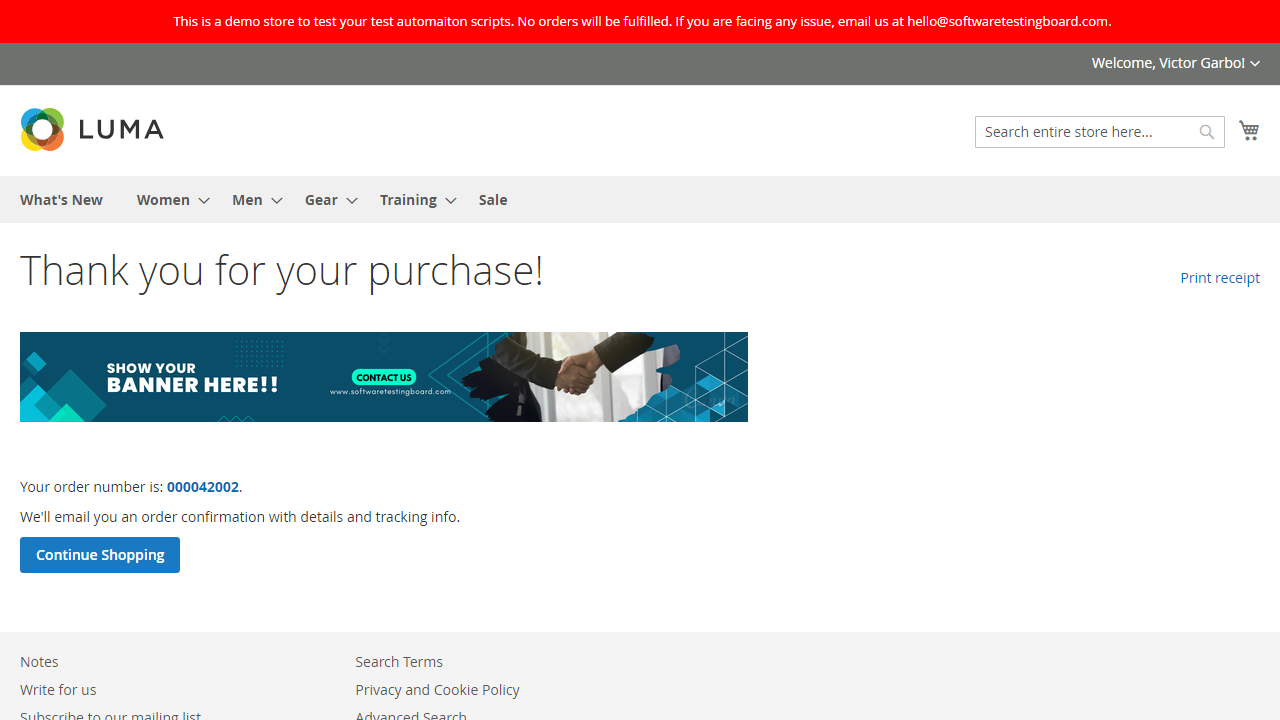 This is a demo store to test your test automaiton scripts. No orders will be fulfilled. If you are facing any issue, email us at hello@softwaretestingboard.com.
Welcome, Victor Garbo!
LUMA
Search entire store here...
What's New
Women
Men
Gear
Training
Sale
Thank you for your purchase!
Print receipt
SHOW YOUR
BANNER HERE!!
CONTACT US
www.softwaretestingboard.com
Your order number is: 000042002.
We'll email you an order confirmation with details and tracking info.
Continue Shopping
Notes
Search Terms
Write for us
Privacy and Cookie Policy
Subscribe to our mailing list
Advanced Search